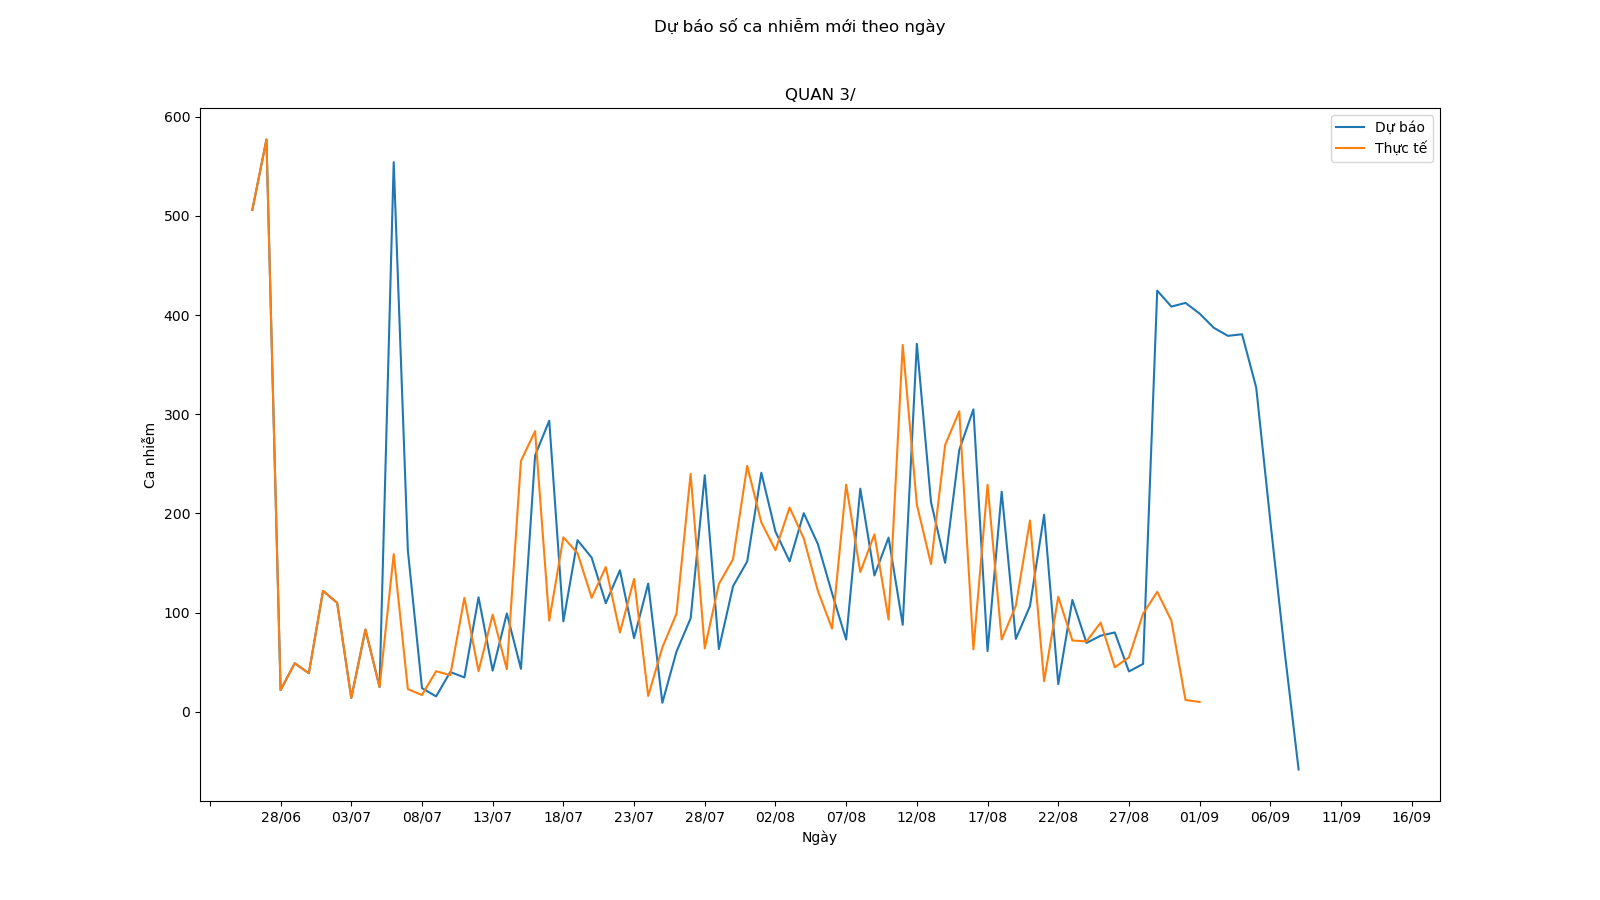 Dự báo số ca nhiễm mới theo ngày
QUAN 3/
Dự báo
Thực tế
600
500
400
300
200
100
0
Ca nhiễm
28/06 03/07 08/07 13/07 18/07 23/07 28/07 02/08 07/08 12/08 17/08 22/08 27/08 01/09 06/09 11/09 16/09
Ngày